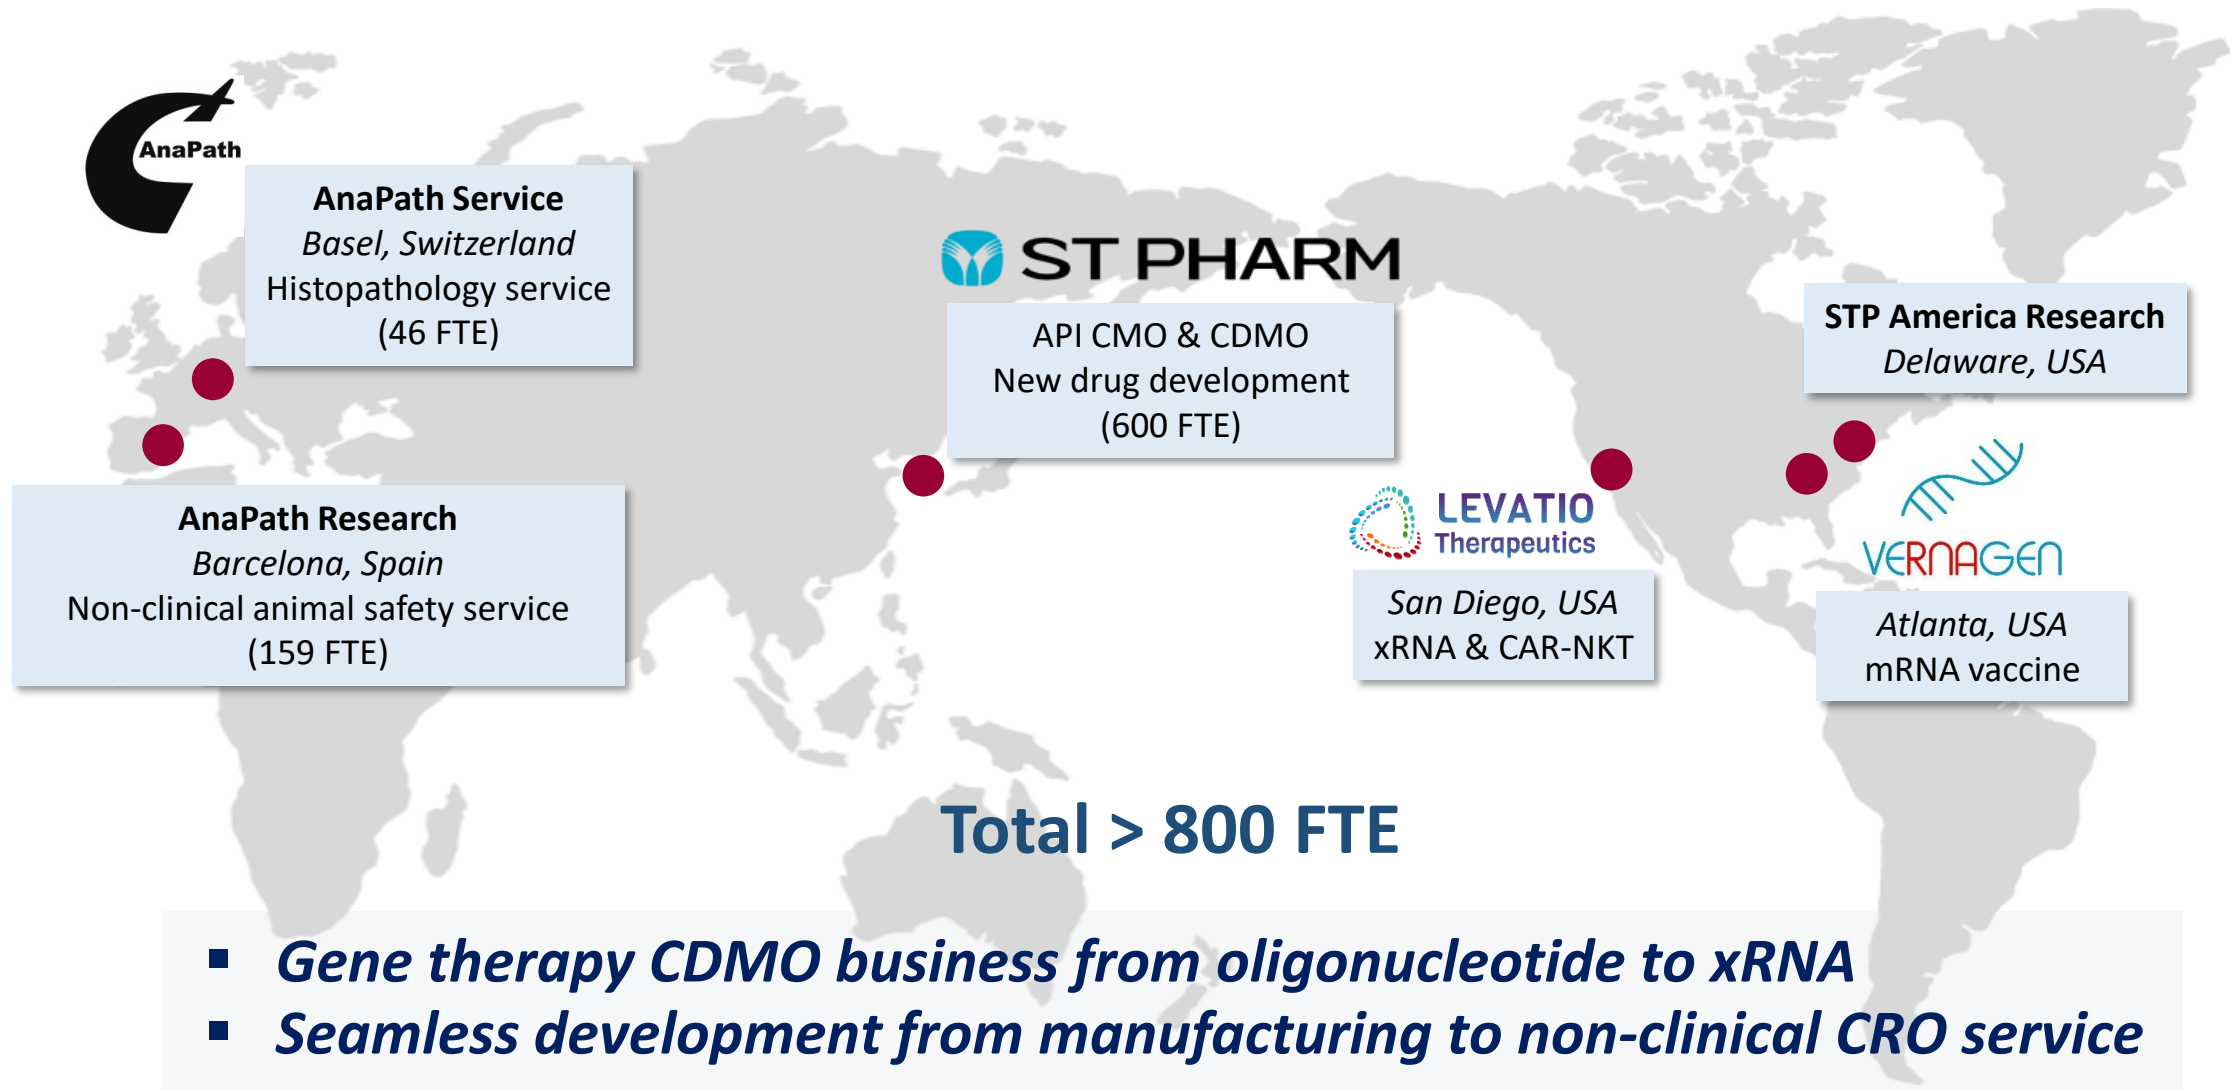 AnaPath
AnaPath Service
Basel, Switzerland
Histopathology service
(46 FTE)
ST PHARM
API CMO & CDMO
New drug development
(600 FTE)
STP America Research
Delaware, USA
AnaPath Research
Barcelona, Spain
Non-clinical animal safety service
(159 FTE)
LEVATIO
Therapeutics
San Diego, USA
xRNA & CAR-NKT
VERNAGEN
Atlanta, USA
mRNA vaccine
Total > 800 FTE
▪ Gene therapy CDMO business from oligonucleotide to xRNA
▪ Seamless development from manufacturing to non-clinical CRO service